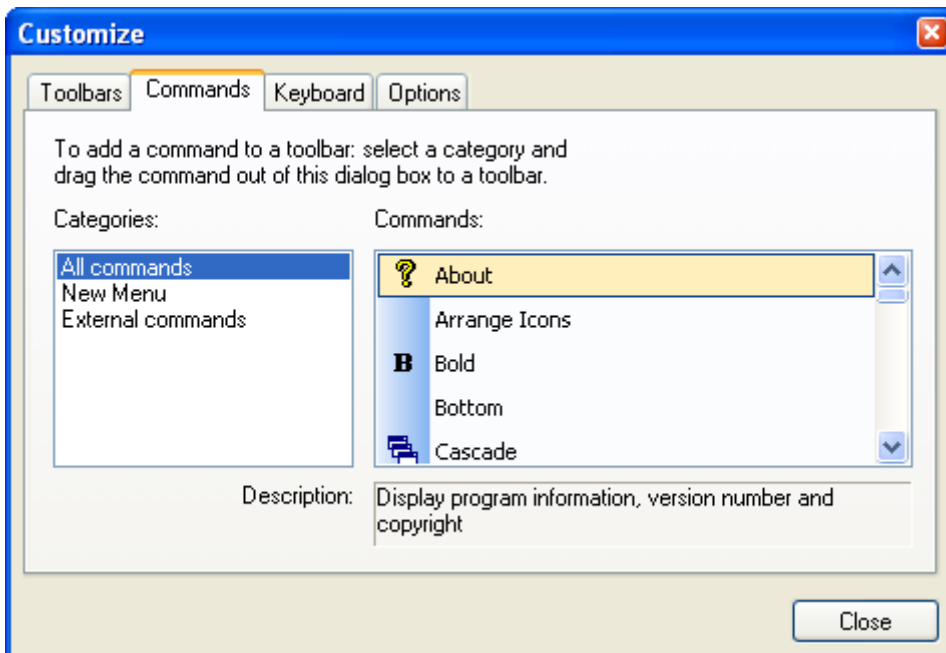 Customize
Toolbars Commands Keyboard Options
To add a command to a toolbar: select a category and
drag the command out of this dialog box to a toolbar.
Categories:
All commands
New Menu
External commands
Commands:
About
Arrange Icons
B Bold
Bottom
Cascade
Description:
Display program information, version number and
copyright
Close